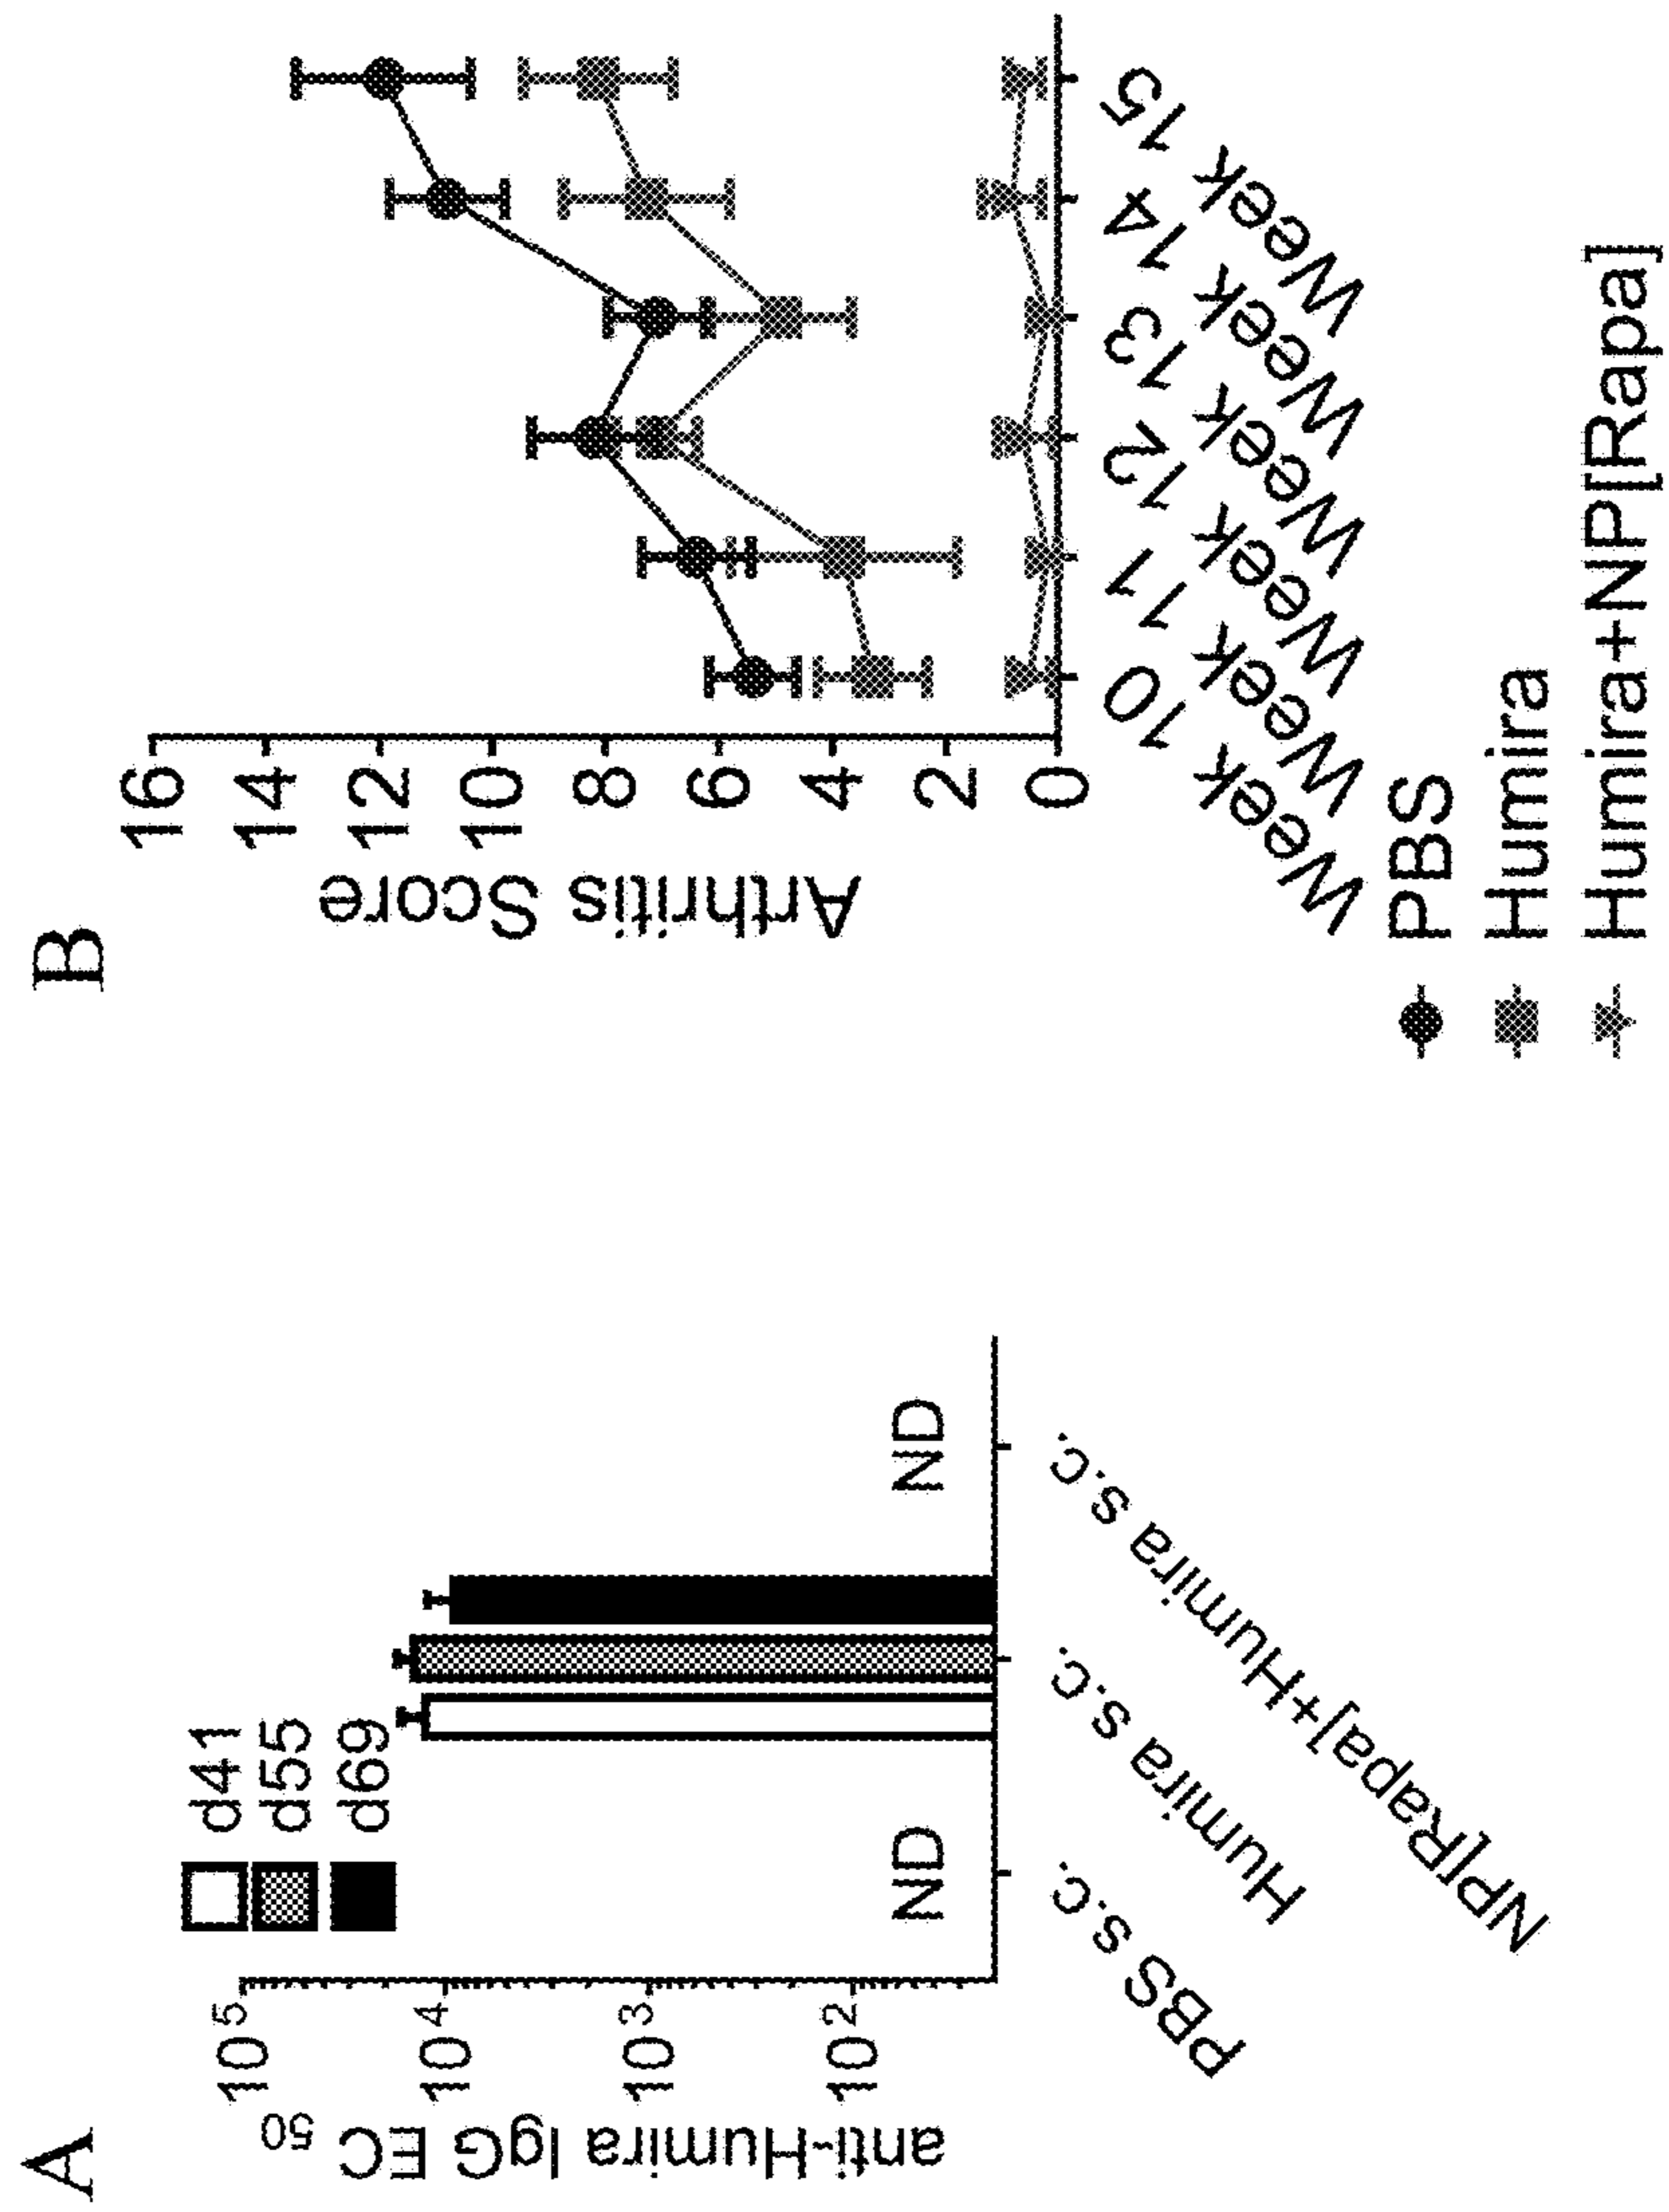 A
anti-Humira IgG EC 50
10 5
10 4
10 3
10 2
d41
d55
d69
ND
ND
PBS s.c.
Humira s.c.
NP[Rapa]+Humira s.c.
B
Arthritis Score
16
14
12
10
8
6
4
2
0
Week 10
Week 11
Week 12
Week 13
Week 14
Week 15
PBS
Humira
Humira+NP[Rapa]